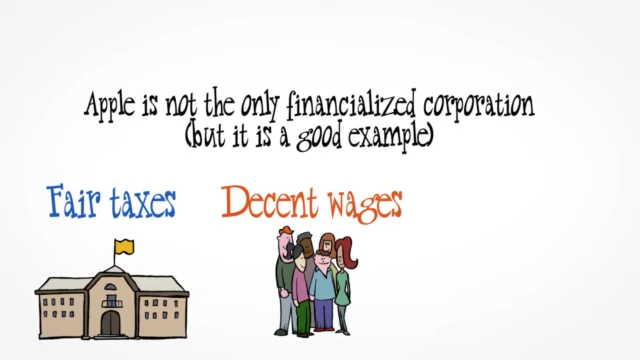 Apple is not the only financialized corporation
(but it is a good example)
Fair taxes
Decent wages